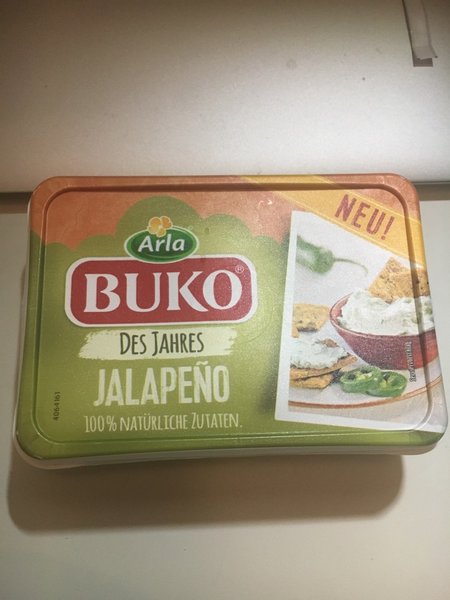 NEU!
Arla
BUKO®
DES JAHRES
JALAPEÑO
100% NATÜRLICHE ZUTATEN.